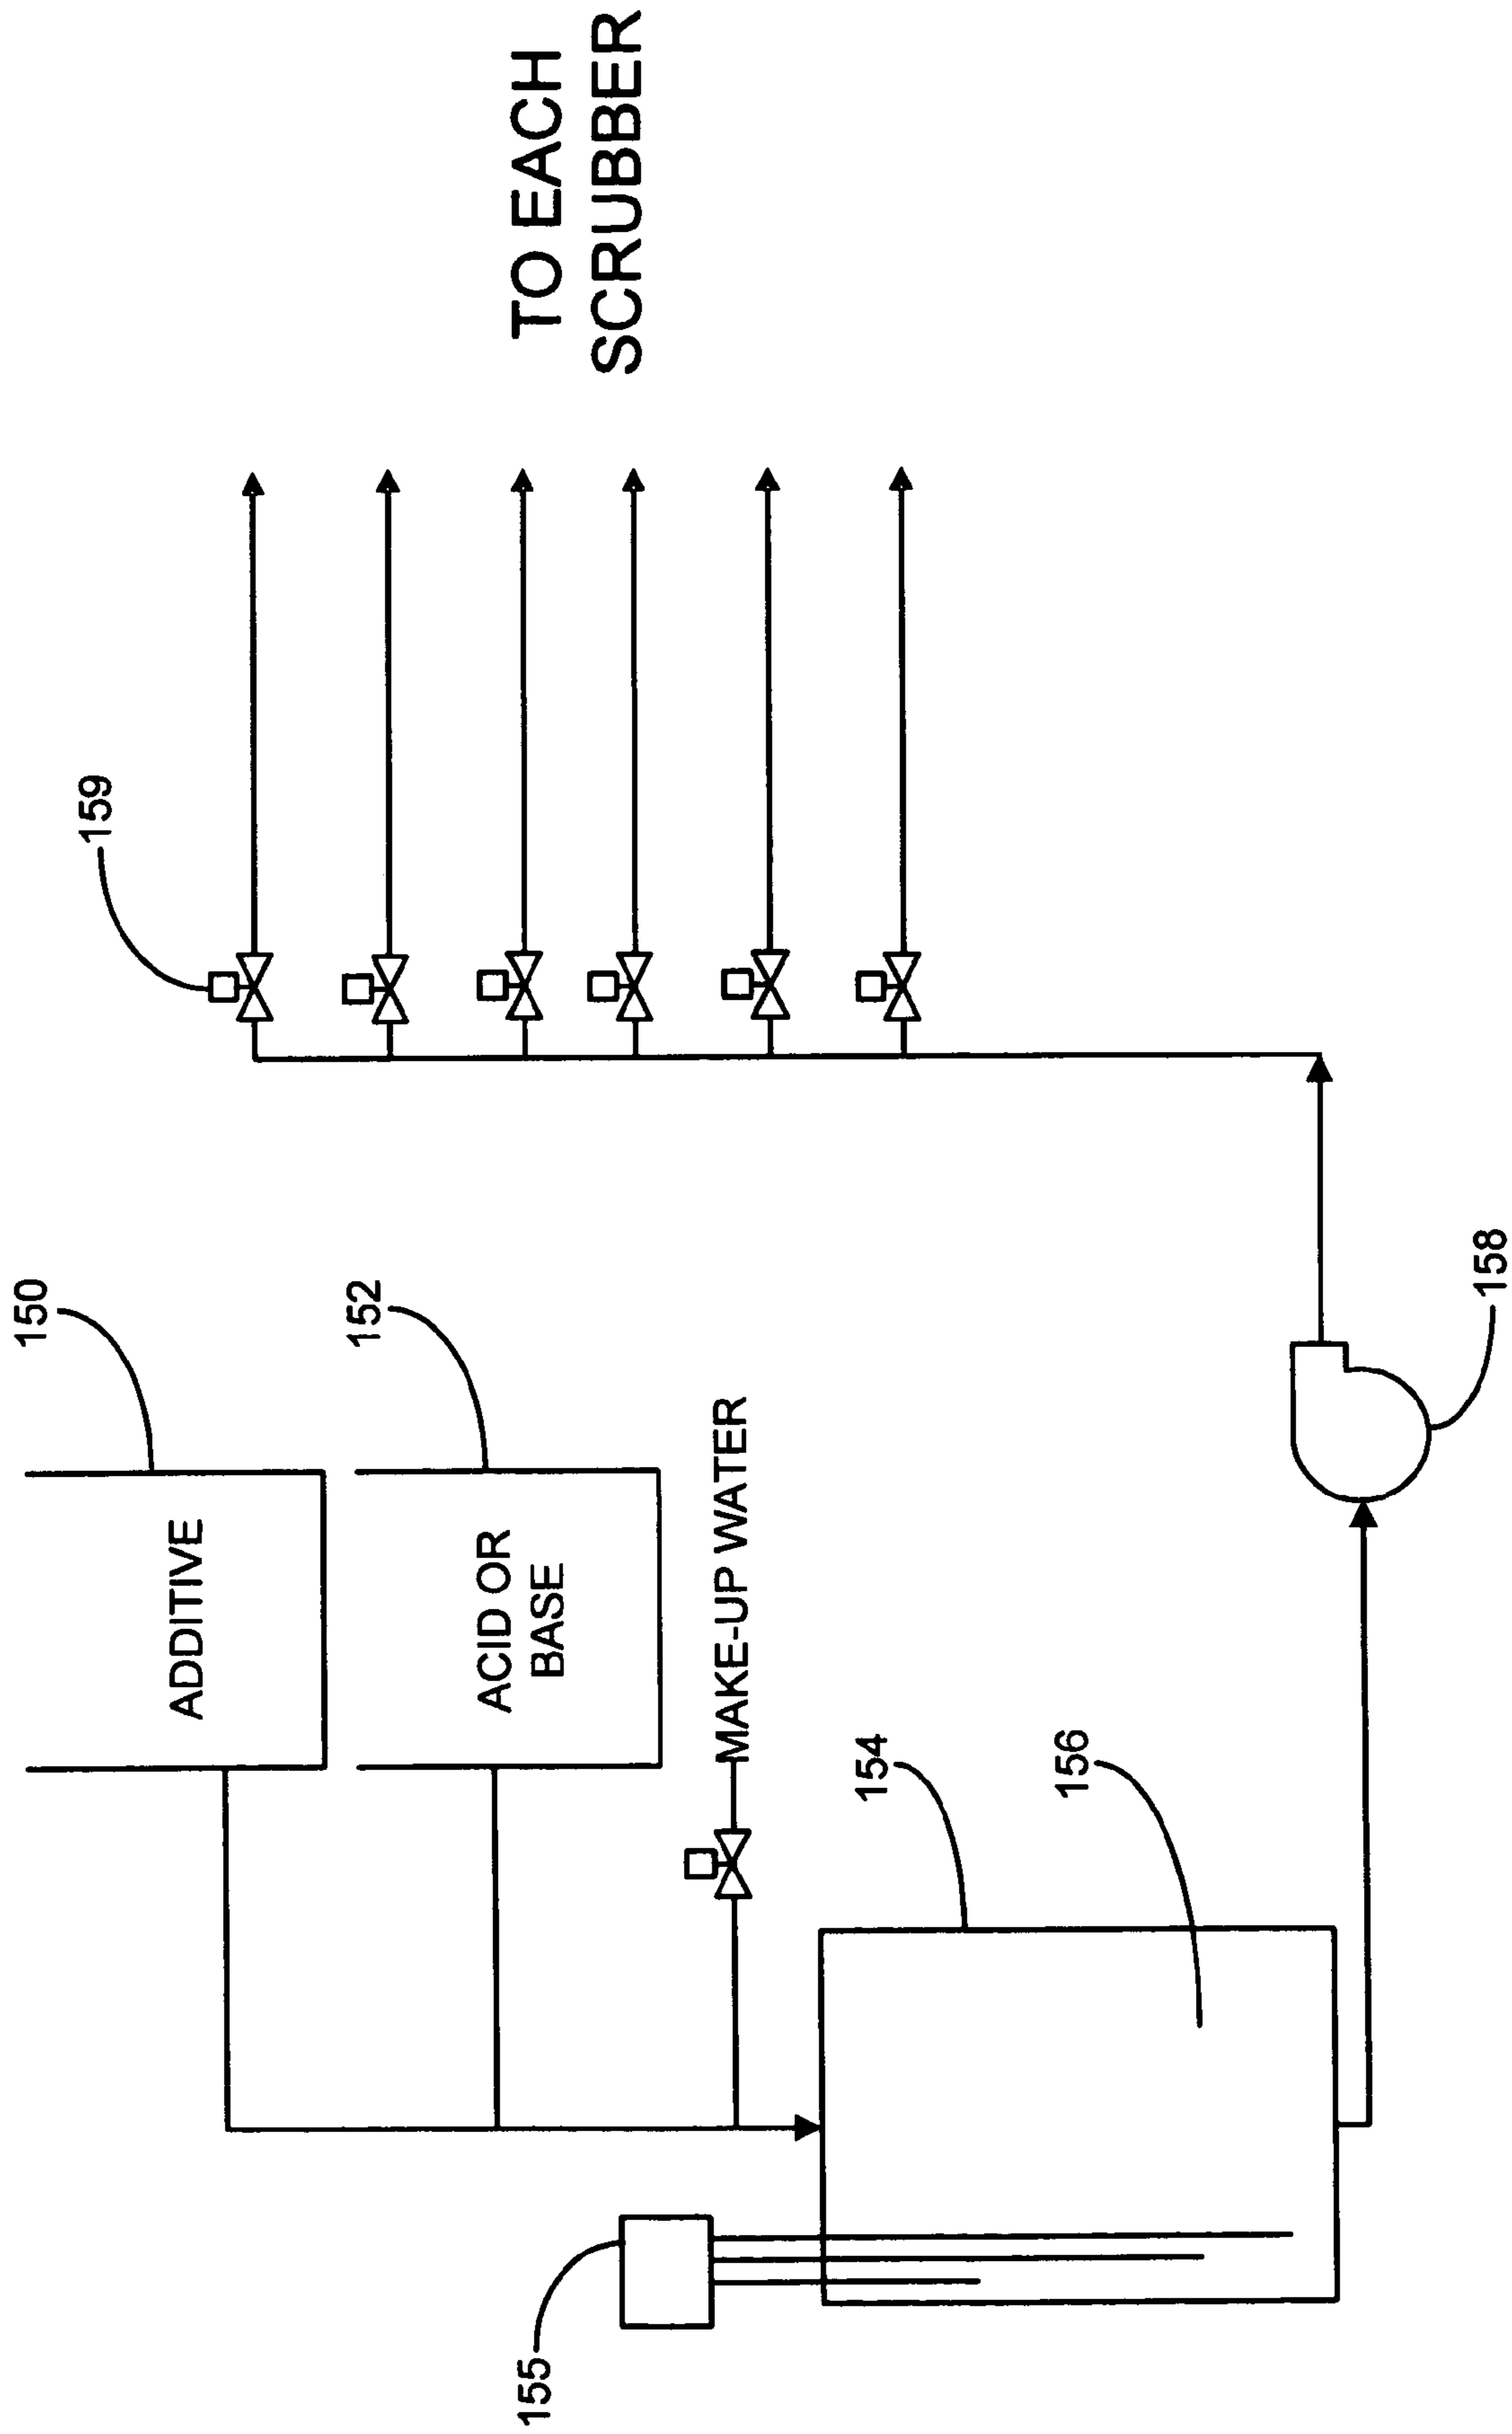 150
ADDITIVE
152
ACID OR
BASE
MAKE-UP WATER
155
154
156
158
159
TO EACH
SCRUBBER